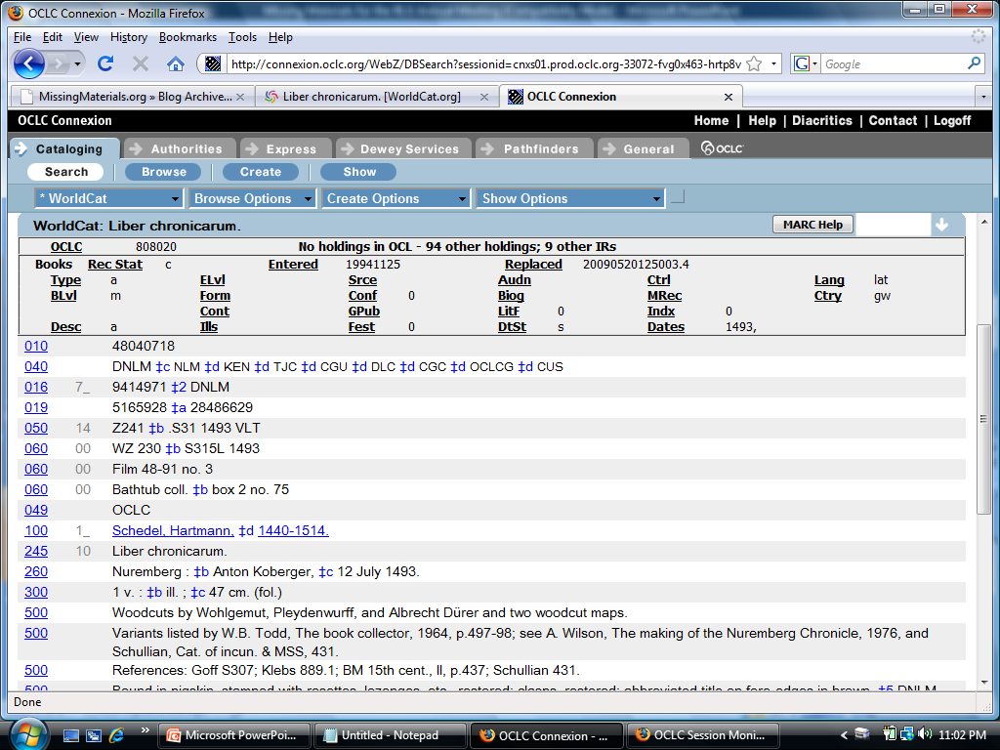 OCLC Connexion - Mozilla Firefox
File Edit View History Bookmarks Tools Help
http://connexion.oclc.org/WebZ/DBSearch?sessionid=cnxs01.prod.oclc.org-33072-fvg0x463-hrtp8v
G Google
MissingMaterials.org » Blog Archive...
Liber chronicarum. [WorldCat.org]
OCLC Connexion
OCLC Connexion Home | Help | Diacritics | Contact | Logoff
Cataloging Authorities Express Dewey Services Pathfinders General OCLC
Search Browse Create Show
* WorldCat Browse Options Create Options Show Options
WorldCat: Liber chronicarum. MARC Help
OCLC 808020 No holdings in OCL - 94 other holdings; 9 other IRs
Books Rec Stat c Entered 19941125 Replaced 20090520125003.4
Type a ELvl Srce Audn Ctrl Lang lat
BLvl m Form Conf 0 Biog MRec Ctry gw
Cont GPub LitF 0 Indx 0
Desc a Ills Fest 0 DtSt s Dates 1493,
010 48040718
040 DNLM ‡c NLM ‡d KEN ‡d TJC ‡d CGU ‡d DLC ‡d CGC ‡d OCLCG ‡d CUS
016 7_ 9414971 ‡2 DNLM
019 5165928 ‡a 28486629
050 14 Z241 ‡b .S31 1493 VLT
060 00 WZ 230 ‡b S315L 1493
060 00 Film 48-91 no. 3
060 00 Bathtub coll. ‡b box 2 no. 75
049 OCLC
100 1_ Schedel, Hartmann, ‡d 1440-1514.
245 10 Liber chronicarum.
260 Nuremberg : ‡b Anton Koberger, ‡c 12 July 1493.
300 1 v. : ‡b ill. ; ‡c 47 cm. (fol.)
500 Woodcuts by Wohlgemut, Pleydenwurff, and Albrecht Dürer and two woodcut maps.
500 Variants listed by W.B. Todd, The book collector, 1964, p.497-98; see A. Wilson, The making of the Nuremberg Chronicle, 1976, and
Schullian, Cat. of incun. & MSS, 431.
500 References: Goff S307; Klebs 889.1; BM 15th cent., II, p.437; Schullian 431.
500 Bound in pigskin, stamped with rosettes, lozenges, etc., restored; clasps, restored; abbreviated title on fore-edges in brown. ‡5 DNLM
Done
Microsoft PowerPoi... Untitled - Notepad OCLC Connexion - ... OCLC Session Moni... 11:02 PM